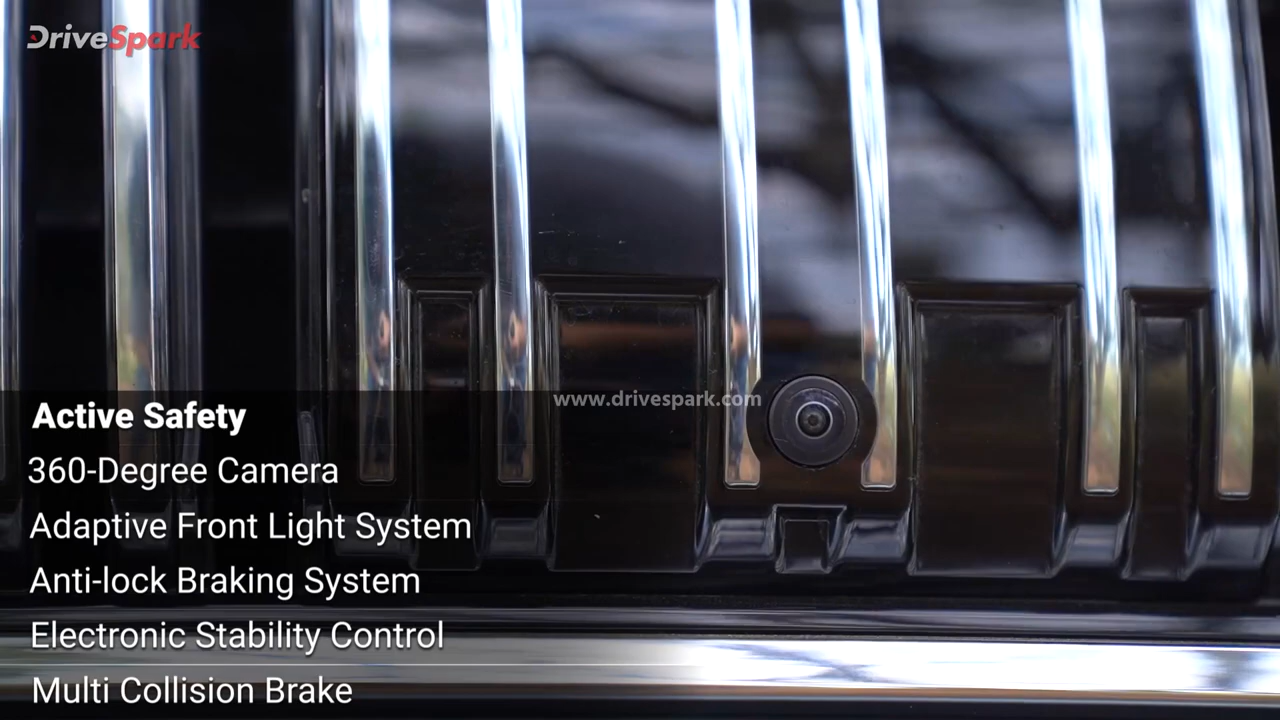 DriveSpark
www.drivespark.com
Active Safety
360-Degree Camera
Adaptive Front Light System
Anti-lock Braking System
Electronic Stability Control
Multi Collision Brake